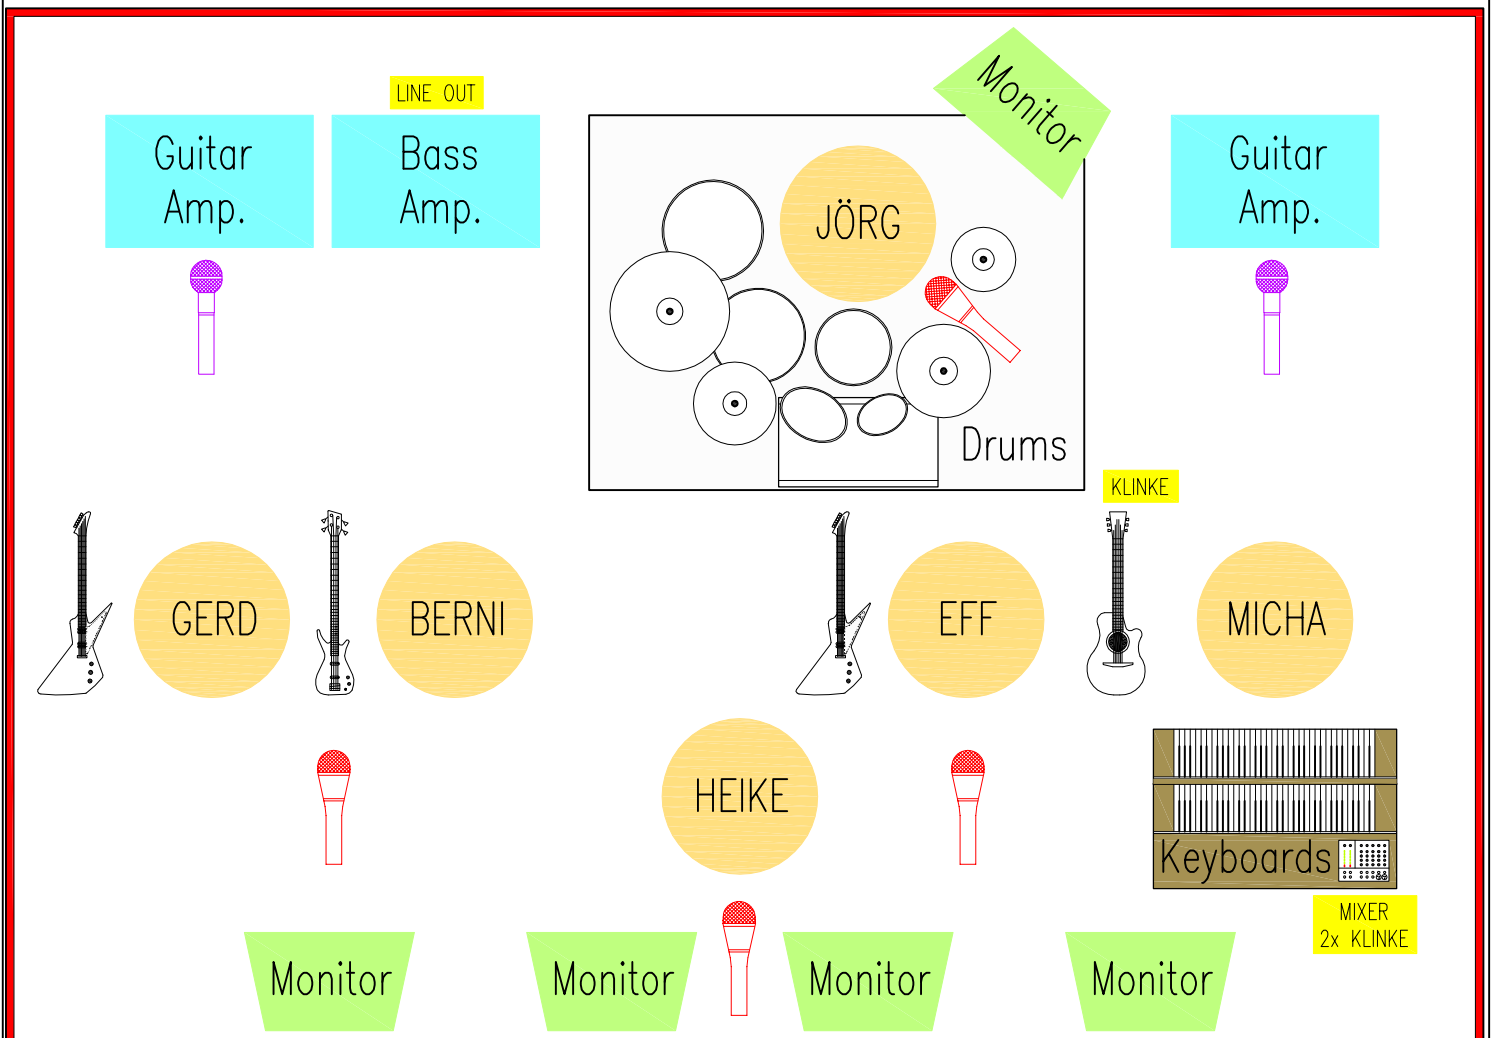 Monitor
LINE OUT
Guitar
Amp.
Bass
Amp.
JÖRG
Guitar
Amp.
Drums
KLINKE
GERD
BERNI
EFF
MICHA
HEIKE
Keyboards
MIXER
2x KLINKE
Monitor
Monitor
Monitor
Monitor